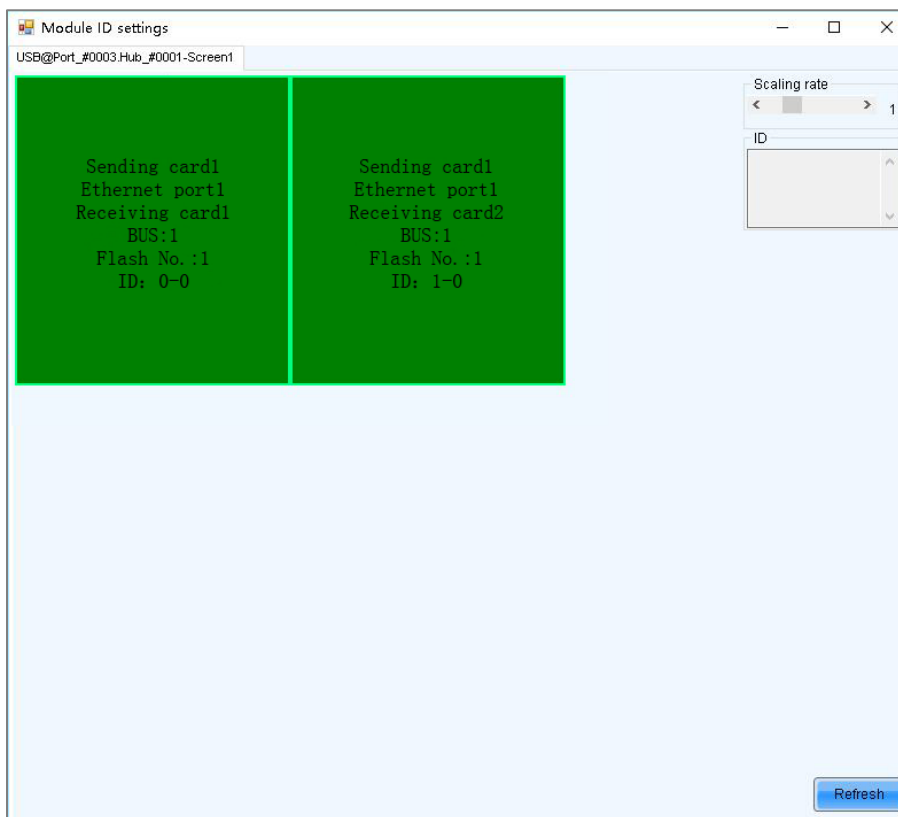 Module ID settings
USB@Port_#0003.Hub_#0001-Screen1
Sending card1
Ethernet port1
Receiving card1
BUS:1
Flash No.:1
ID: 0-0
Sending card1
Ethernet port1
Receiving card2
BUS:1
Flash No.:1
ID: 1-0
Scaling rate
1
ID
Refresh